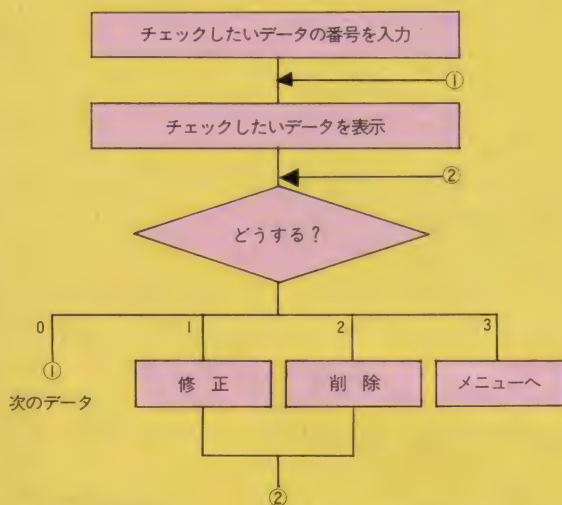 チェックしたいデータの番号を入力
①
チェックしたいデータを表示
②
どうする？
0 1 2 3
① 修正 削除 メニューへ
次のデータ
②